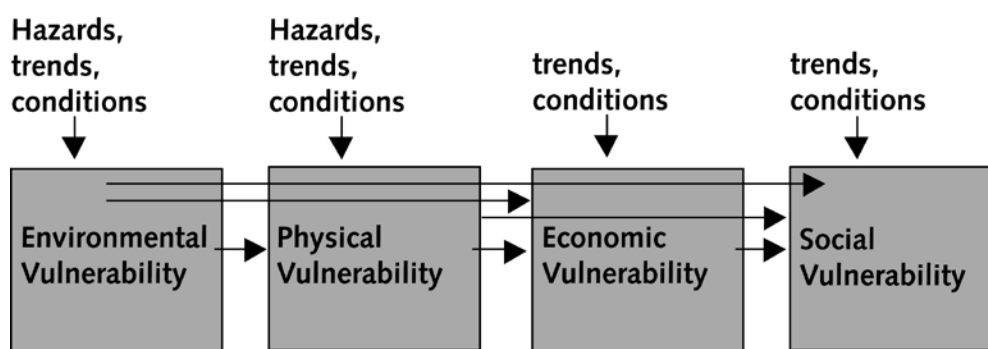 Hazards,
trends,
conditions
Hazards,
trends,
conditions
trends,
conditions
trends,
conditions
Environmental
Vulnerability
Physical
Vulnerability
Economic
Vulnerability
Social
Vulnerability